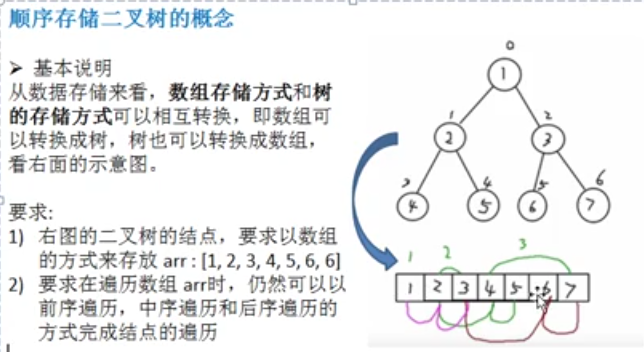 顺序存储二叉树的概念
➢ 基本说明
从数据存储来看，数组存储方式和树
的存储方式可以相互转换，即数组可
以转换成树，树也可以转换成数组，
看右面的示意图。
要求:
1) 右图的二叉树的结点，要求以数组
的方式来存放 arr : [1, 2, 3, 4, 5, 6, 6]
2) 要求在遍历数组 arr时，仍然可以以
前序遍历，中序遍历和后序遍历的
方式完成结点的遍历
0
1
1 2
2 3
3 4 5 6
4 5 6 7
1 2 3
1 2 3 4 5 6 7